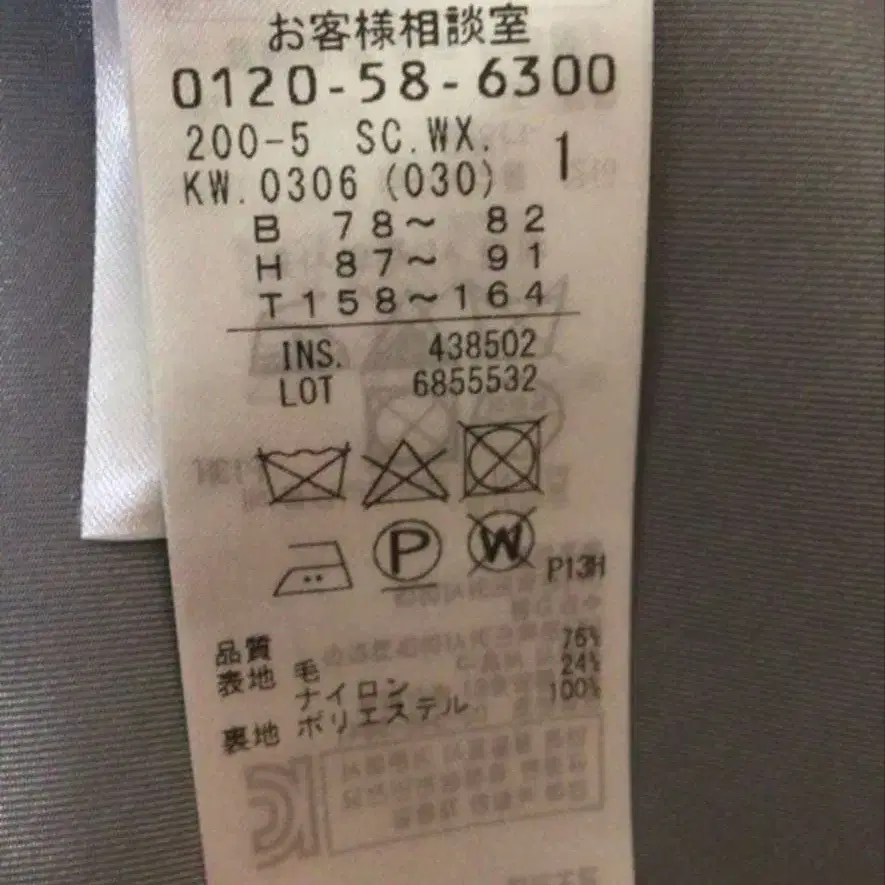 お客様相談室
0120-58-6300
200-5 SC.WX. 1
KW.0306 (030)
B 78~ 82
H 87~ 91
T158~164
INS. 438502
LOT 6855532
P
W
P13H
品質
表地 毛 76%
ナイロン 24%
裏地 ポリエステル 100%